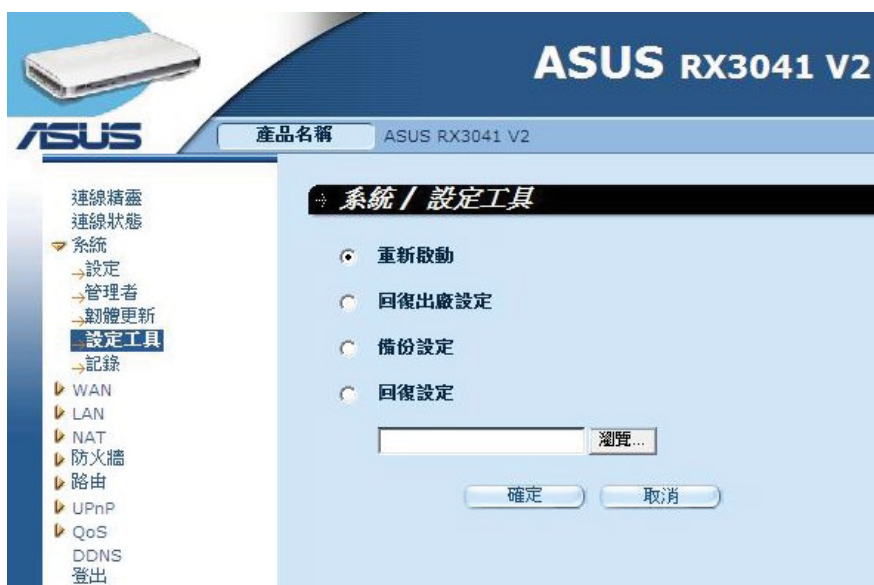 ASUS RX3041 V2
ASUS
產品名稱 ASUS RX3041 V2
連線精靈
連線狀態
系統
設定
管理者
韌體更新
設定工具
記錄
WAN
LAN
NAT
防火牆
路由
UPnP
QoS
DDNS
登出
系統 / 設定工具
重新啟動
回復出廠設定
備份設定
回復設定
瀏覽...
確定 取消